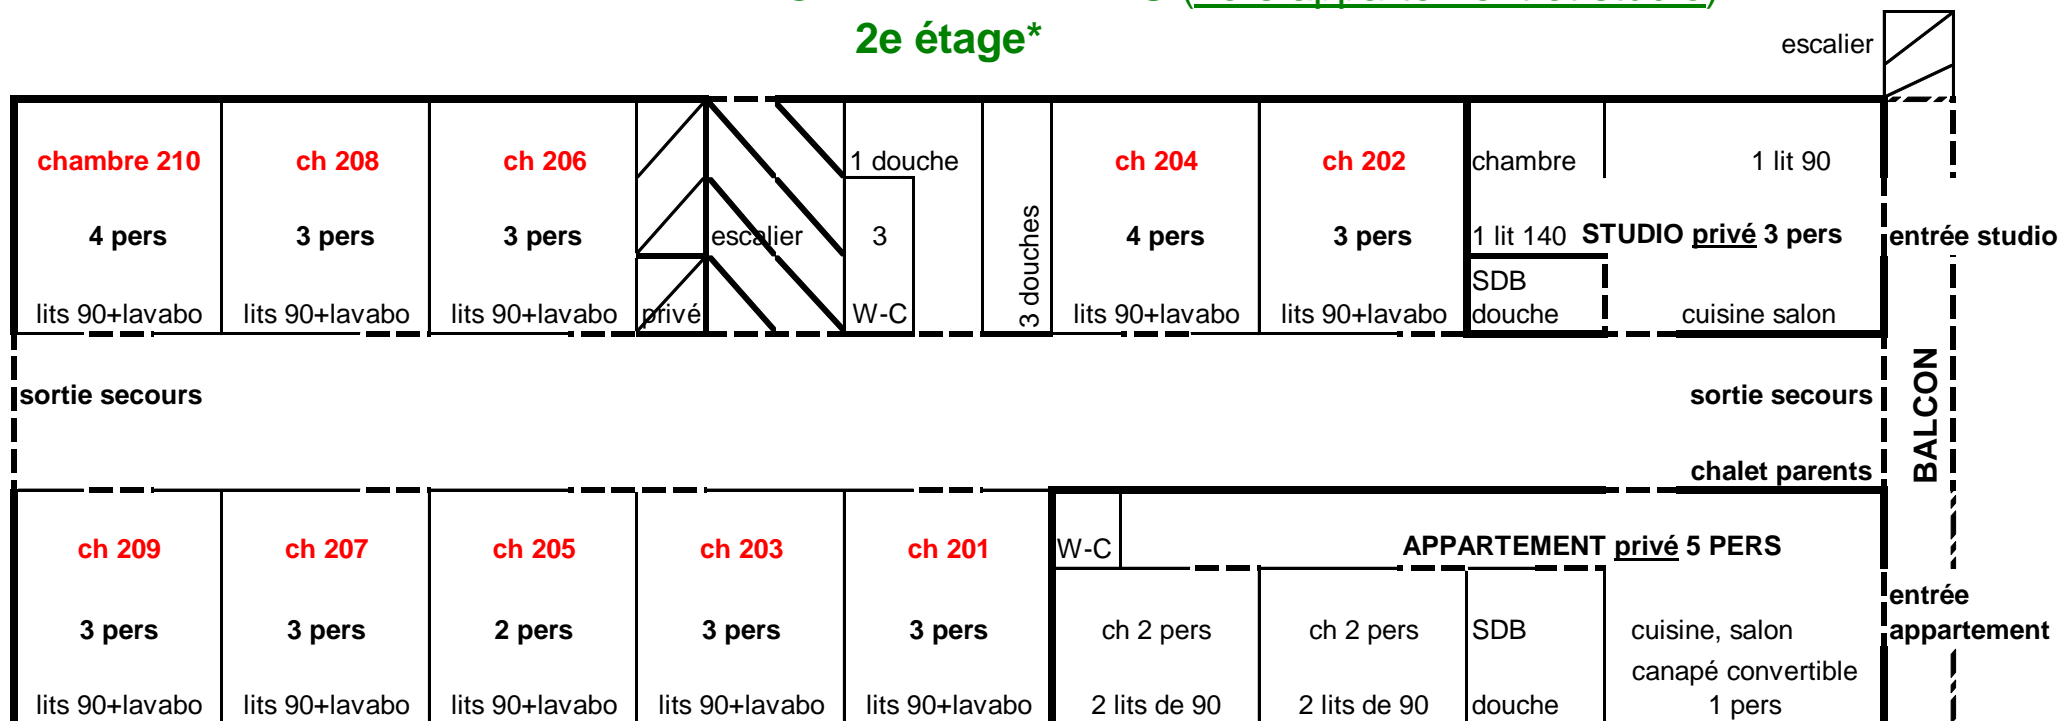 2e étage*
escalier
chambre 210 ch 208 ch 206 1 douche ch 204 ch 202 chambre 1 lit 90
4 pers 3 pers 3 pers escalier 3 3 douches 4 pers 3 pers 1 lit 140 STUDIO privé 3 pers entrée studio
SDB
lits 90+lavabo lits 90+lavabo lits 90+lavabo privé W-C lits 90+lavabo lits 90+lavabo douche cuisine salon
sortie secours sortie secours
BALCON
chalet parents
ch 209 ch 207 ch 205 ch 203 ch 201 W-C APPARTEMENT privé 5 PERS
entrée
3 pers 3 pers 2 pers 3 pers 3 pers ch 2 pers ch 2 pers SDB cuisine, salon appartement
canapé convertible
lits 90+lavabo lits 90+lavabo lits 90+lavabo lits 90+lavabo lits 90+lavabo 2 lits de 90 2 lits de 90 douche 1 pers